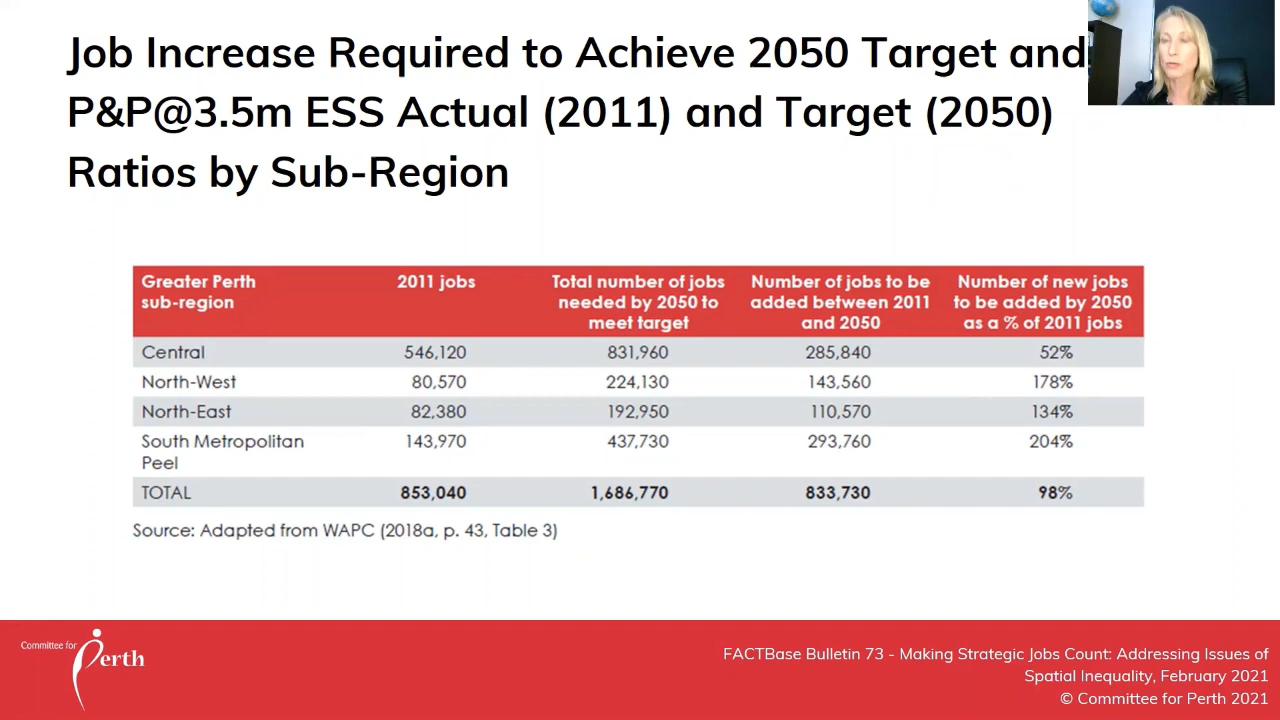 Job Increase Required to Achieve 2050 Target and
P&P@3.5m ESS Actual (2011) and Target (2050)
Ratios by Sub-Region
Greater Perth sub-region | 2011 jobs | Total number of jobs needed by 2050 to meet target | Number of jobs to be added between 2011 and 2050 | Number of new jobs to be added by 2050 as a % of 2011 jobs
Central 546,120 831,960 285,840 52%
North-West 80,570 224,130 143,560 178%
North-East 82,380 192,950 110,570 134%
South Metropolitan Peel 143,970 437,730 293,760 204%
TOTAL 853,040 1,686,770 833,730 98%
Source: Adapted from WAPC (2018a, p. 43, Table 3)
Committee for
Perth
FACTBase Bulletin 73 - Making Strategic Jobs Count: Addressing Issues of
Spatial Inequality, February 2021
© Committee for Perth 2021